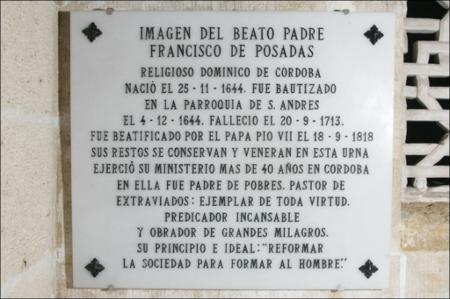 IMAGEN DEL BEATO PADRE
FRANCISCO DE POSADAS
RELIGIOSO DOMINICO DE CÓRDOBA
NACIÓ EL 25 - 11 - 1644. FUE BAUTIZADO
EN LA PARROQUIA DE S. ANDRES
EL 4 - 12 - 1644. FALLECIO EL 20 - 9 - 1713.
FUE BEATIFICADO POR EL PAPA PIO VII EL 18 - 9 - 1818
SUS RESTOS SE CONSERVAN Y VENERAN EN ESTA URNA
EJERCIÓ SU MINISTERIO MAS DE 40 AÑOS EN CORDOBA
EN ELLA FUE PADRE DE POBRES. PASTOR DE
EXTRAVIADOS: EJEMPLAR DE TODA VIRTUD.
PREDICADOR INCANSABLE
Y OBRADOR DE GRANDES MILAGROS.
SU PRINCIPIO E IDEAL: "REFORMAR
LA SOCIEDAD PARA FORMAR AL HOMBRE".